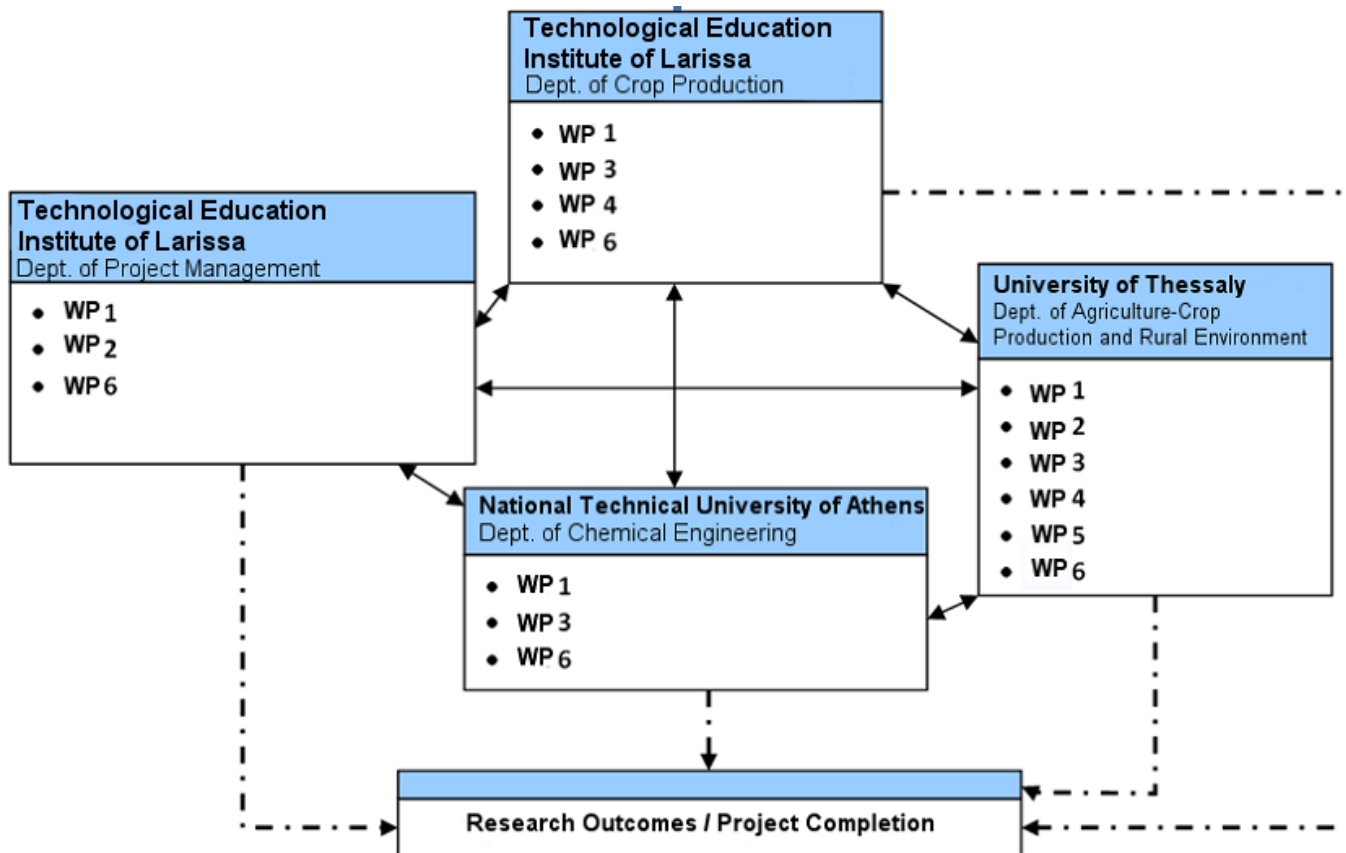 Technological Education
Institute of Larissa
Dept. of Crop Production
• WP 1
• WP 3
• WP 4
• WP 6
Technological Education
Institute of Larissa
Dept. of Project Management
• WP 1
• WP 2
• WP 6
University of Thessaly
Dept. of Agriculture-Crop
Production and Rural Environment
• WP 1
• WP 2
• WP 3
• WP 4
• WP 5
• WP 6
National Technical University of Athens
Dept. of Chemical Engineering
• WP 1
• WP 3
• WP 6
Research Outcomes / Project Completion